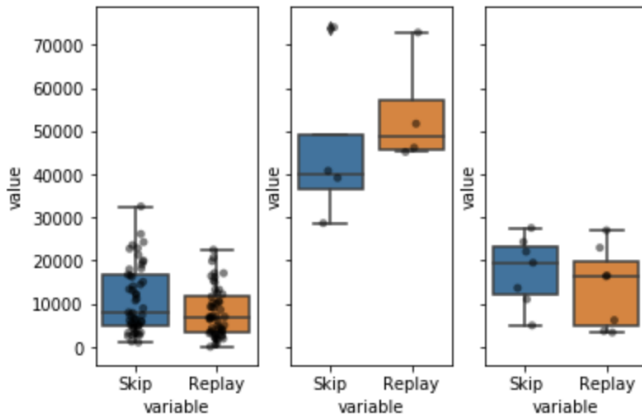 70000
60000
50000
40000
30000
20000
10000
0
value
value
value
Skip Replay
Skip Replay
Skip Replay
variable
variable
variable